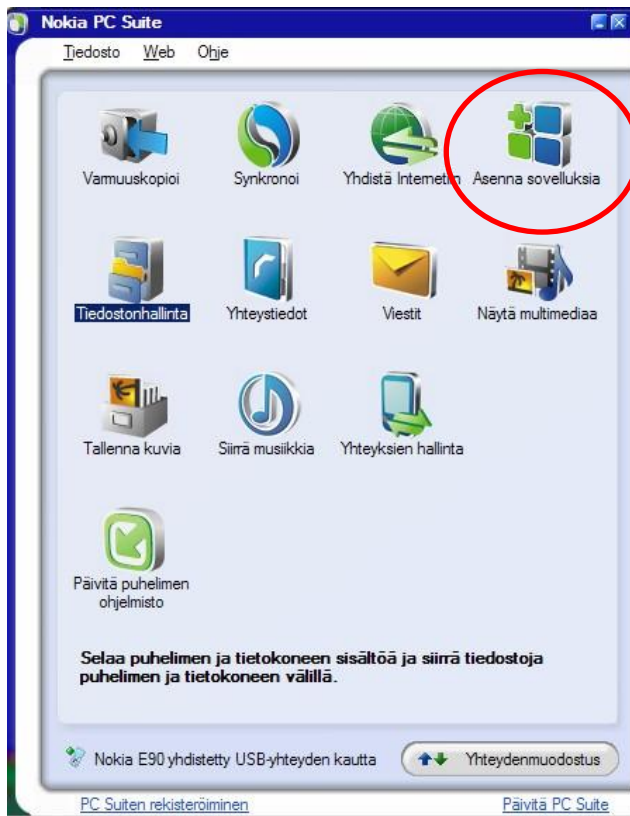 Nokia PC Suite
Tiedosto Web Ohje
Varmuuskopioi Synkronoi Yhdistä Internetiin Asenna sovelluksia
Tiedostonhallinta Yhteystiedot Viestit Näytä multimediaa
Tallenna kuvia Siirrä musiikkia Yhteyksien hallinta
Päivitä puhelimen
ohjelmisto
Selaa puhelimen ja tietokoneen sisältöä ja siirrä tiedostoja
puhelimen ja tietokoneen välillä.
Nokia E90 yhdistetty USB-yhteyden kautta Yhteydenmuodostus
PC Suiten rekisteröiminen Päivitä PC Suite